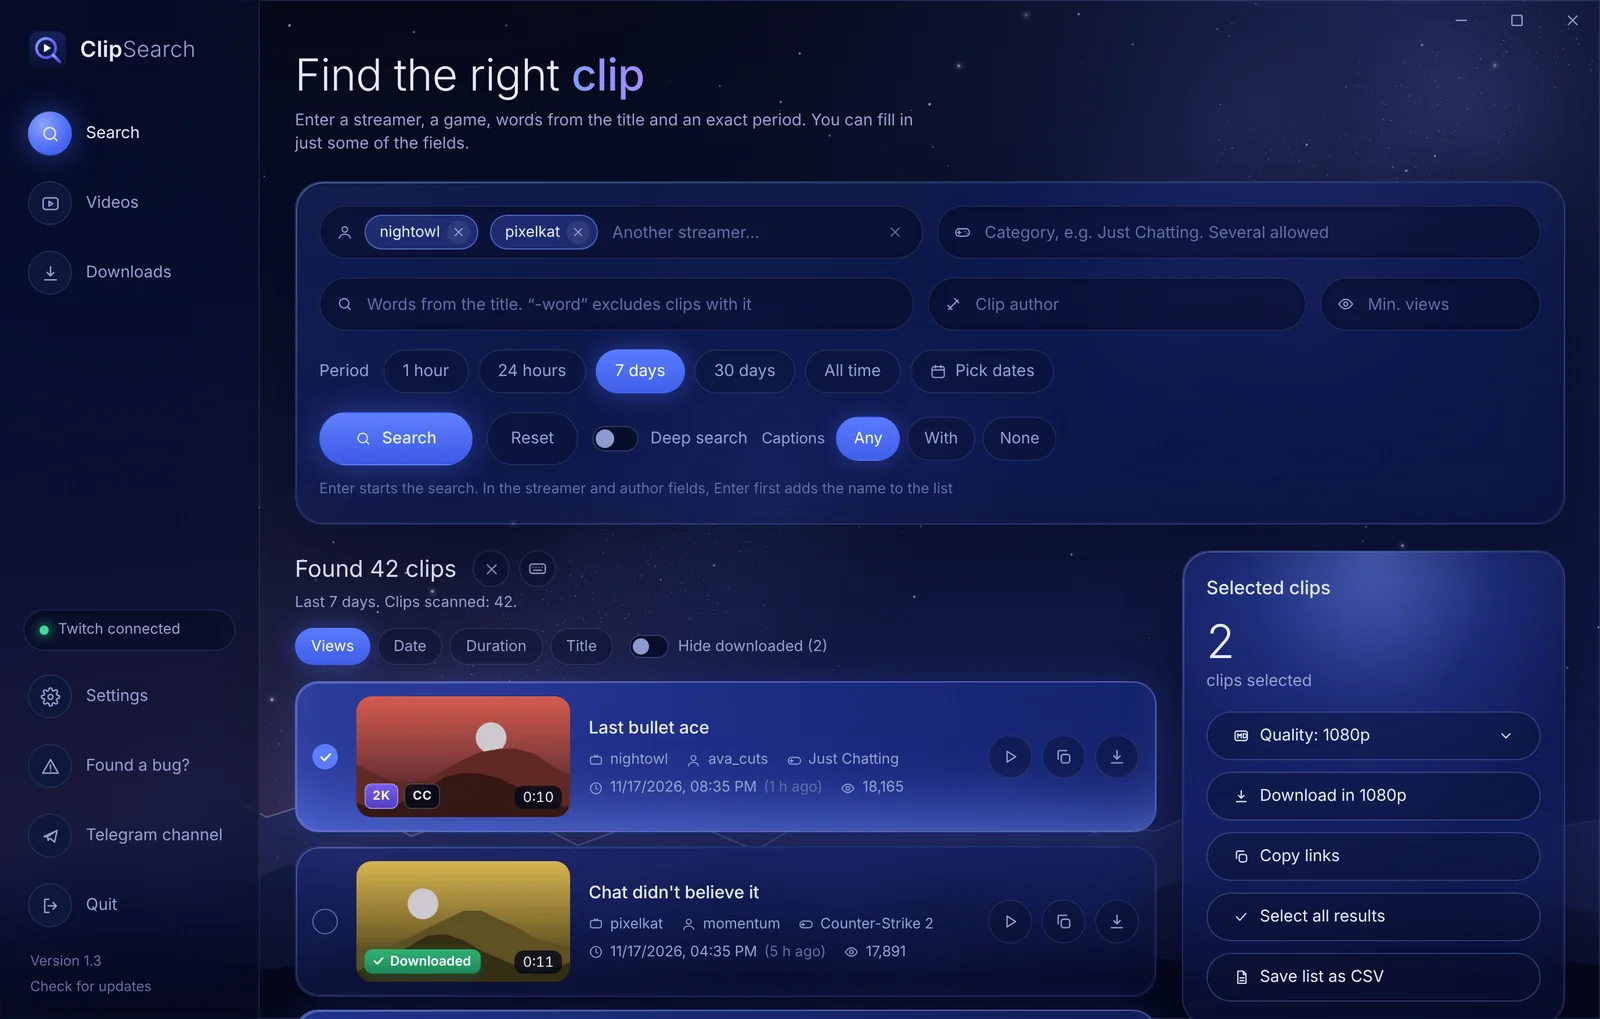 ClipSearch
Search
Videos
Downloads
Twitch connected
Settings
Found a bug?
Telegram channel
Quit
Version 1.3
Check for updates
Find the right clip
Enter a streamer, a game, words from the title and an exact period. You can fill in
just some of the fields.
nightowl
pixelkat
Another streamer...
Category, e.g. Just Chatting. Several allowed
Words from the title. “-word” excludes clips with it
Clip author
Min. views
Period
1 hour
24 hours
7 days
30 days
All time
Pick dates
Search
Reset
Deep search
Captions
Any
With
None
Enter starts the search. In the streamer and author fields, Enter first adds the name to the list
Found 42 clips
Last 7 days. Clips scanned: 42.
Views
Date
Duration
Title
Hide downloaded (2)
2K
CC
0:10
Last bullet ace
nightowl ava_cuts Just Chatting
11/17/2026, 08:35 PM (1 h ago) 18,165
Downloaded
0:11
Chat didn't believe it
pixelkat momentum Counter-Strike 2
11/17/2026, 04:35 PM (5 h ago) 17,891
Selected clips
2
clips selected
Quality: 1080p
Download in 1080p
Copy links
Select all results
Save list as CSV